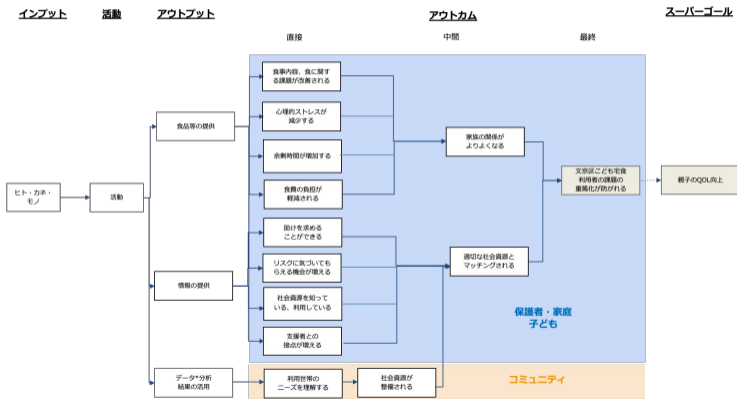 インプット
活動
アウトプット
アウトカム
スーパーゴール
直接
中間
最終
食事内容、食に関す
る課題が改善される
心理的ストレスが
減少する
食品等の提供
家族の関係が
よりよくなる
余剰時間が増加する
文京区こども宅食
利用者の課題の
重篤化が防がれる
親子のQOL向上
食費の負担が
軽減される
ヒト・カネ・
モノ
活動
助けを求める
ことができる
適切な社会資源と
マッチングされる
リスクに気づいても
らえる機会が増える
情報の提供
社会資源を知って
いる、利用している
保護者・家庭
子ども
支援者との
接点が増える
データ*分析
結果の活用
利用世帯の
ニーズを理解する
社会資源が
整備される
コミュニティ